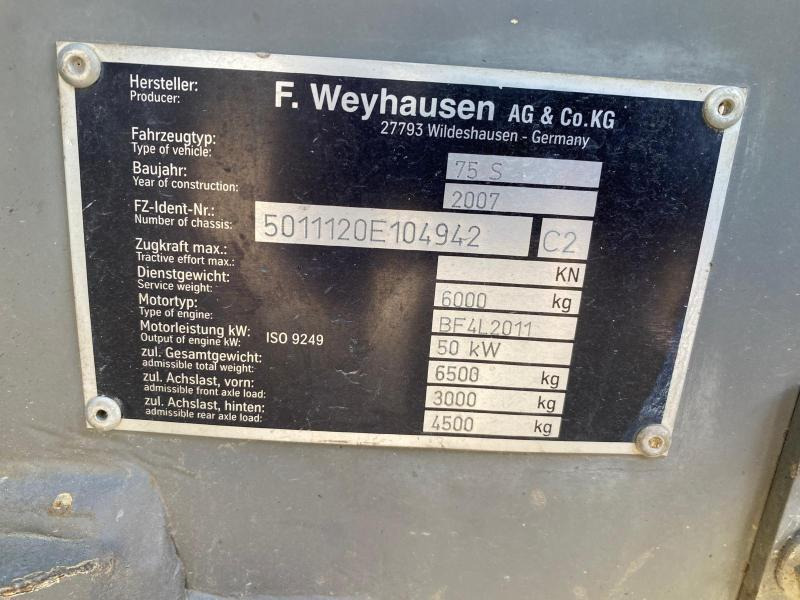 Hersteller: F. Weyhausen AG & Co.KG
Producer: 27793 Wildeshausen - Germany
Fahrzeugtyp: 75 S
Type of vehicle:
Baujahr: 2007
Year of construction:
FZ-Ident-Nr.: 5011120E104942 C2
Number of chassis:
Zugkraft max.: KN
Tractive effort max.:
Dienstgewicht: 6000 kg
Service weight:
Motortyp: BF4L2011
Type of engine:
Motorleistung kW: ISO 9249 50 kW
Output of engine kW:
zul. Gesamtgewicht: 6500 kg
admissible total weight:
zul. Achslast, vorn: 3000 kg
admissible front axle load:
zul. Achslast, hinten: 4500 kg
admissible rear axle load: